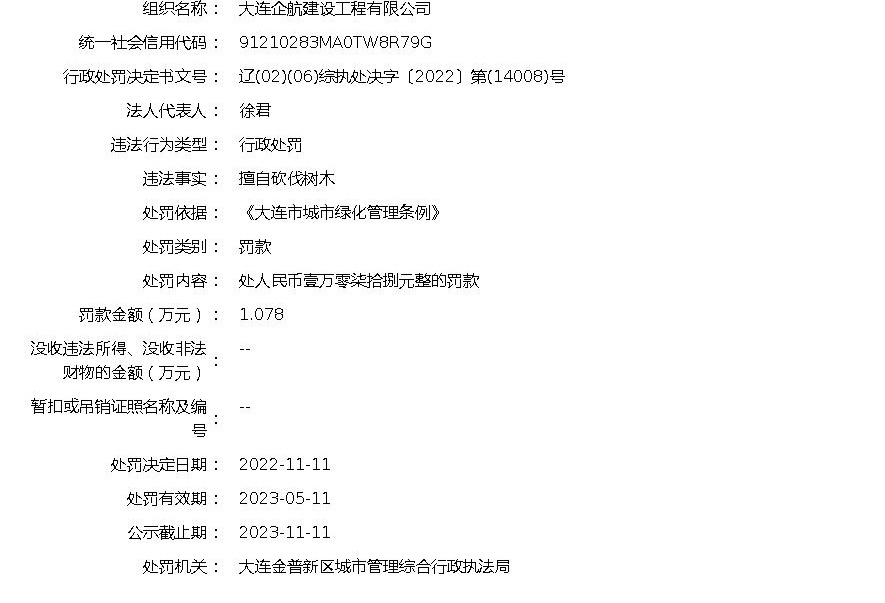 组织名称： 大连企航建设工程有限公司
统一社会信用代码： 91210283MA0TW8R79G
行政处罚决定书文号： 辽(02)(06)综执处决字〔2022〕第(14008)号
法人代表人： 徐君
违法行为类型： 行政处罚
违法事实： 擅自砍伐树木
处罚依据： 《大连市城市绿化管理条例》
处罚类别： 罚款
处罚内容： 处人民币壹万零柒拾捌元整的罚款
罚款金额（万元）： 1.078
没收违法所得、没收非法
财物的金额（万元）： --
暂扣或吊销证照名称及编
号： --
处罚决定日期： 2022-11-11
处罚有效期： 2023-05-11
公示截止期： 2023-11-11
处罚机关： 大连金普新区城市管理综合行政执法局